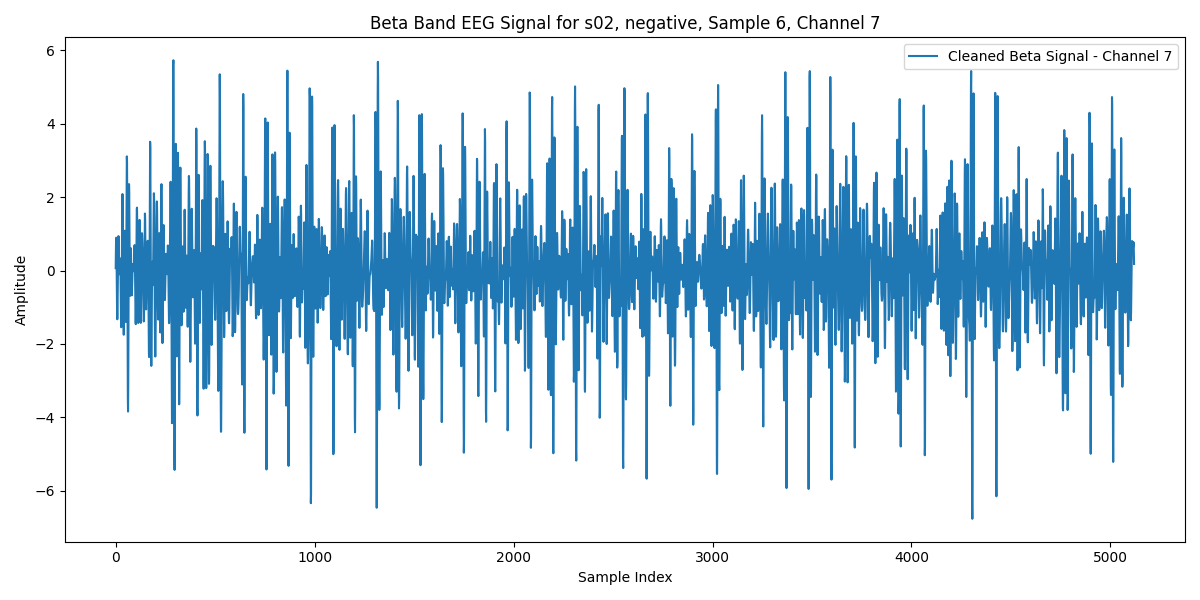 Beta Band EEG Signal for s02, negative, Sample 6, Channel 7
Cleaned Beta Signal - Channel 7
Amplitude
6
4
2
0
−2
−4
−6
0 1000 2000 3000 4000 5000
Sample Index